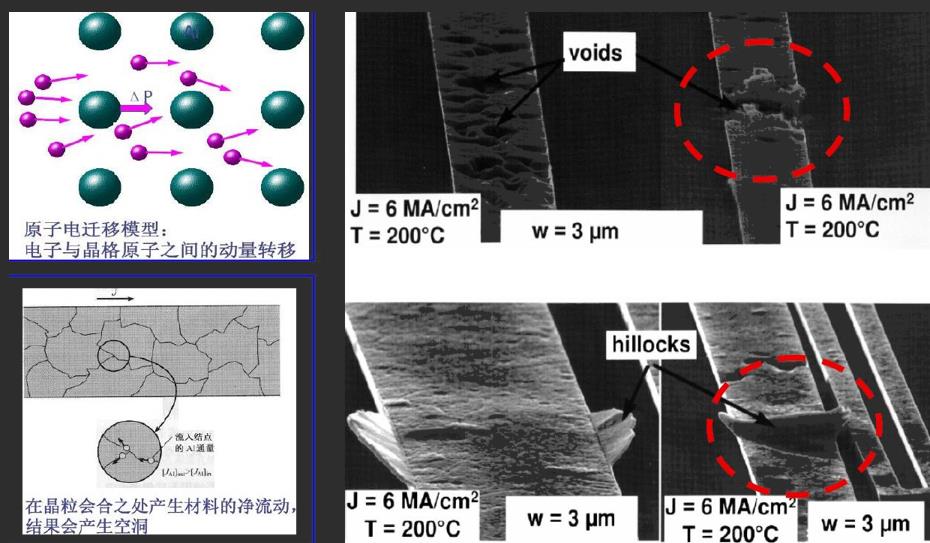 Al
Δ P
原子电迁移模型：
电子与晶格原子之间的动量转移
J
流入结点
的 Al 通量
在晶粒会合之处产生材料的净流动，
结果会产生空洞
voids
J = 6 MA/cm²
T = 200°C
w = 3 μm
J = 6 MA/cm²
T = 200°C
hillocks
J = 6 MA/cm²
T = 200°C
w = 3 μm
J = 6 MA/cm²
T = 200°C
w = 3 μm